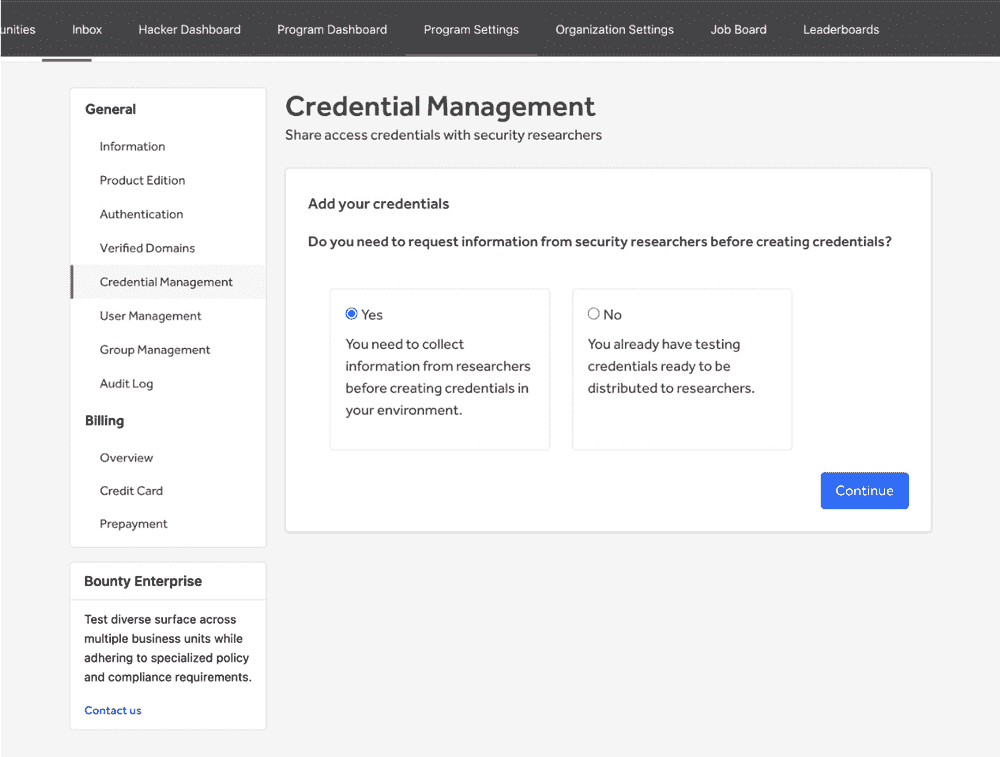 unities Inbox Hacker Dashboard Program Dashboard Program Settings Organization Settings Job Board Leaderboards
General
Information
Product Edition
Authentication
Verified Domains
Credential Management
User Management
Group Management
Audit Log
Billing
Overview
Credit Card
Prepayment
Bounty Enterprise
Test diverse surface across
multiple business units while
adhering to specialized policy
and compliance requirements.
Contact us
Credential Management
Share access credentials with security researchers
Add your credentials
Do you need to request information from security researchers before creating credentials?
Yes
You need to collect
information from researchers
before creating credentials in
your environment.
No
You already have testing
credentials ready to be
distributed to researchers.
Continue